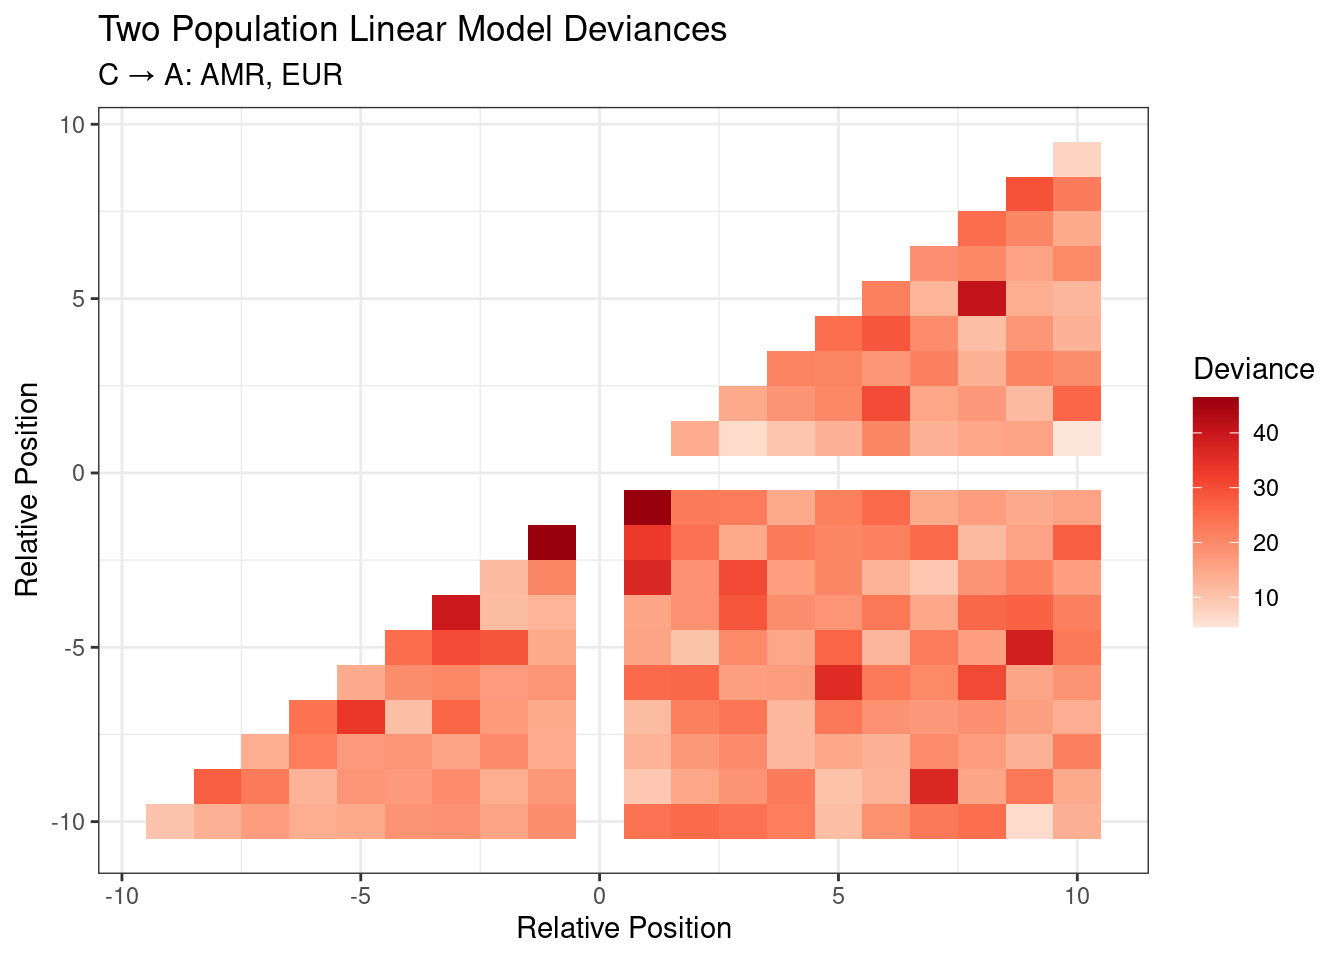 Two Population Linear Model Deviances
C → A: AMR, EUR
10
5
0
-5
-10
Relative Position
-10 -5 0 5 10
Relative Position
Deviance
40
30
20
10